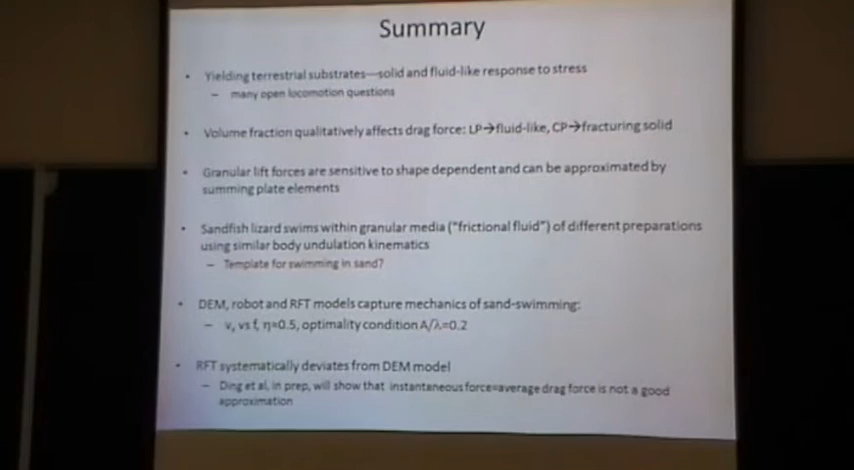 Summary
• Yielding terrestrial substrates—solid and fluid-like response to stress
– many open locomotion questions
• Volume fraction qualitatively affects drag force: LP→fluid-like, CP→fracturing solid
• Granular lift forces are sensitive to shape dependent and can be approximated by
summing plate elements
• Sandfish lizard swims within granular media ("frictional fluid") of different preparations
using similar body undulation kinematics
– Template for swimming in sand?
• DEM, robot and RFT models capture mechanics of sand-swimming:
– vₓ vs f, η=0.5, optimality condition A/λ=0.2
• RFT systematically deviates from DEM model
– Ding et al, in prep, will show that instantaneous force=average drag force is not a good
approximation